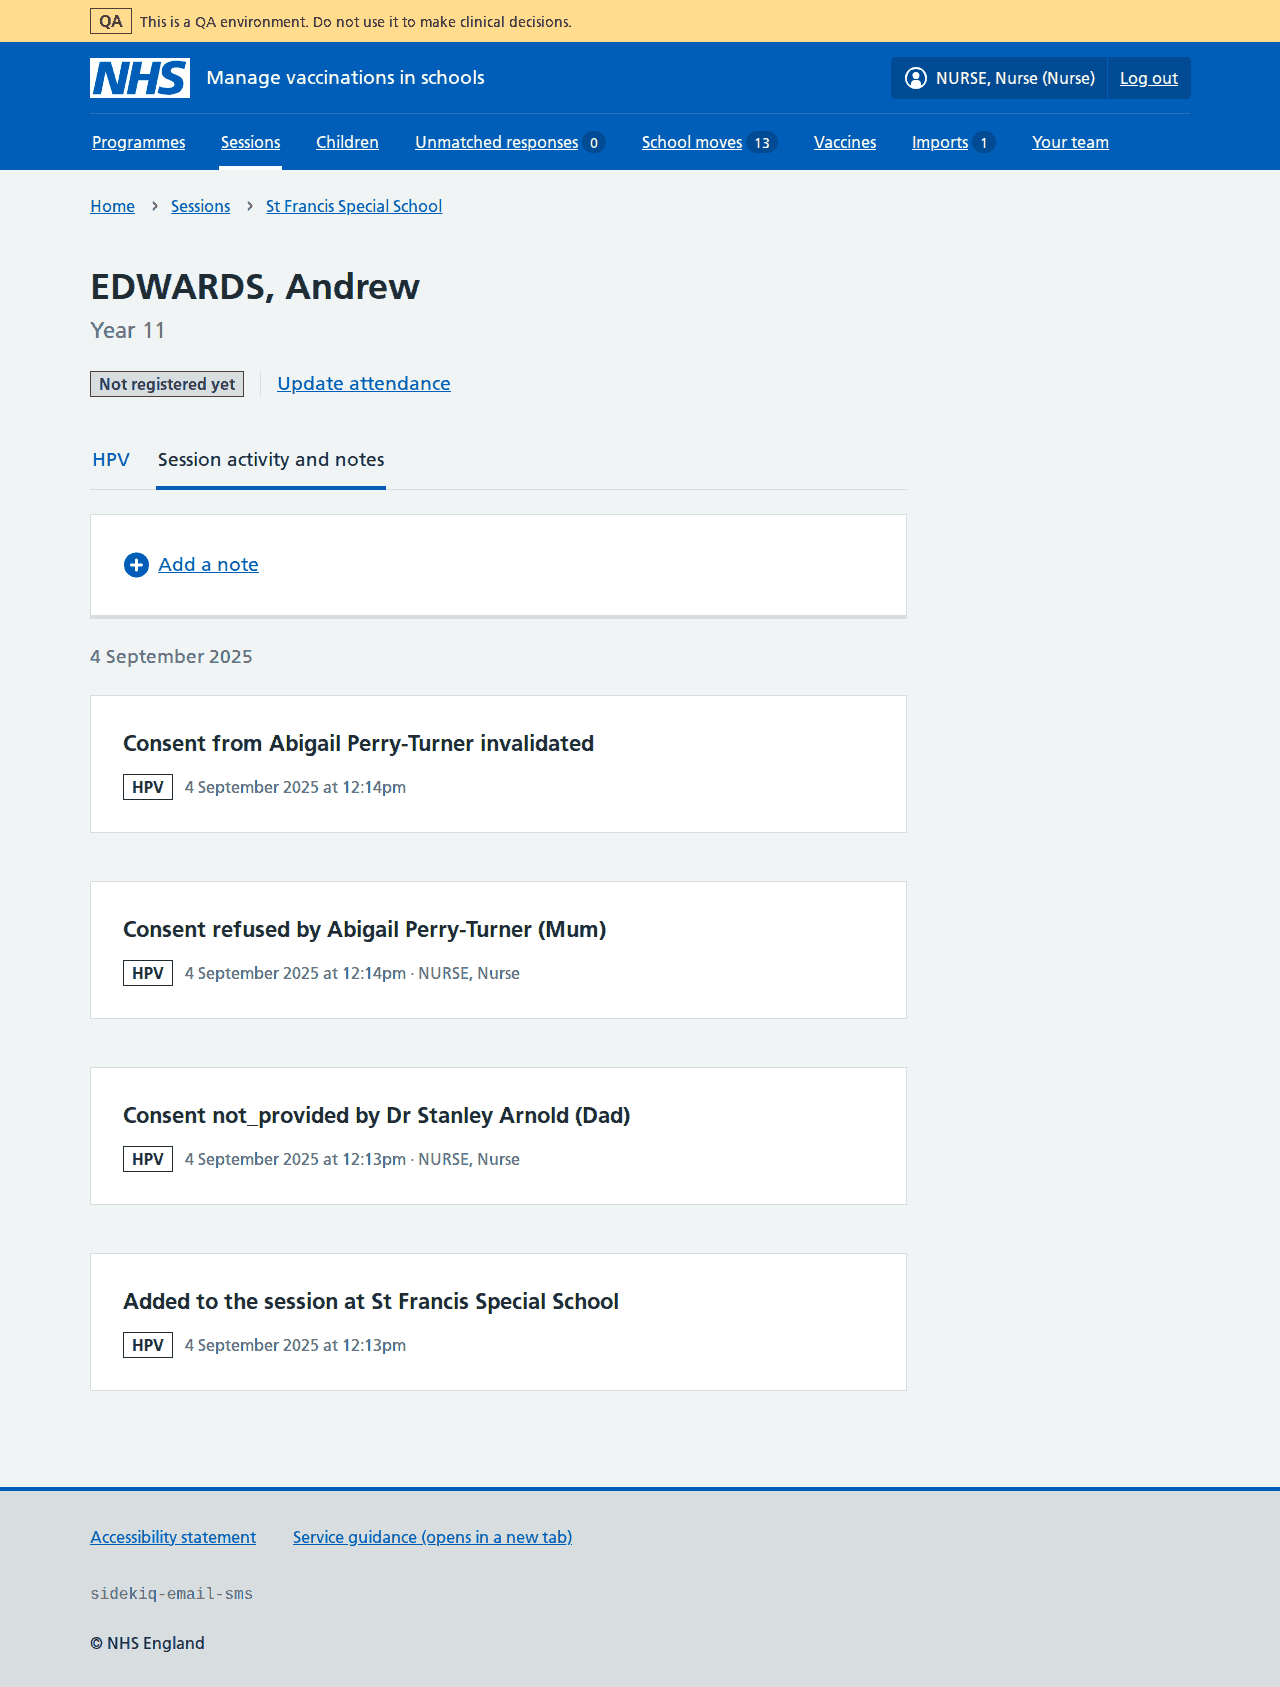 QA This is a QA environment. Do not use it to make clinical decisions.
NHS Manage vaccinations in schools NURSE, Nurse (Nurse) Log out
Programmes Sessions Children Unmatched responses 0 School moves 13 Vaccines Imports 1 Your team
Home Sessions St Francis Special School
EDWARDS, Andrew
Year 11
Not registered yet Update attendance
HPV Session activity and notes
Add a note
4 September 2025
Consent from Abigail Perry-Turner invalidated
HPV 4 September 2025 at 12:14pm
Consent refused by Abigail Perry-Turner (Mum)
HPV 4 September 2025 at 12:14pm · NURSE, Nurse
Consent not_provided by Dr Stanley Arnold (Dad)
HPV 4 September 2025 at 12:13pm · NURSE, Nurse
Added to the session at St Francis Special School
HPV 4 September 2025 at 12:13pm
Accessibility statement Service guidance (opens in a new tab)
sidekiq-email-sms
© NHS England